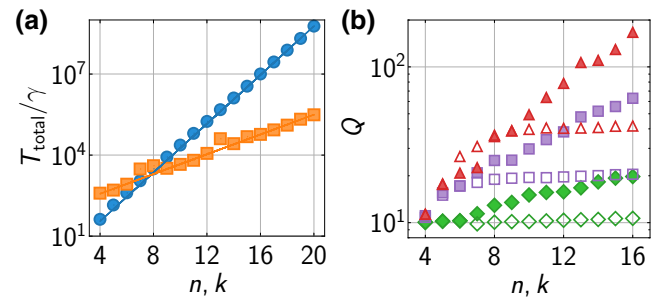 (a)
T_total/γ
10^7
10^4
10^1
4 8 12 16 20
n, k
(b)
Q
10^2
10^1
4 8 12 16
n, k